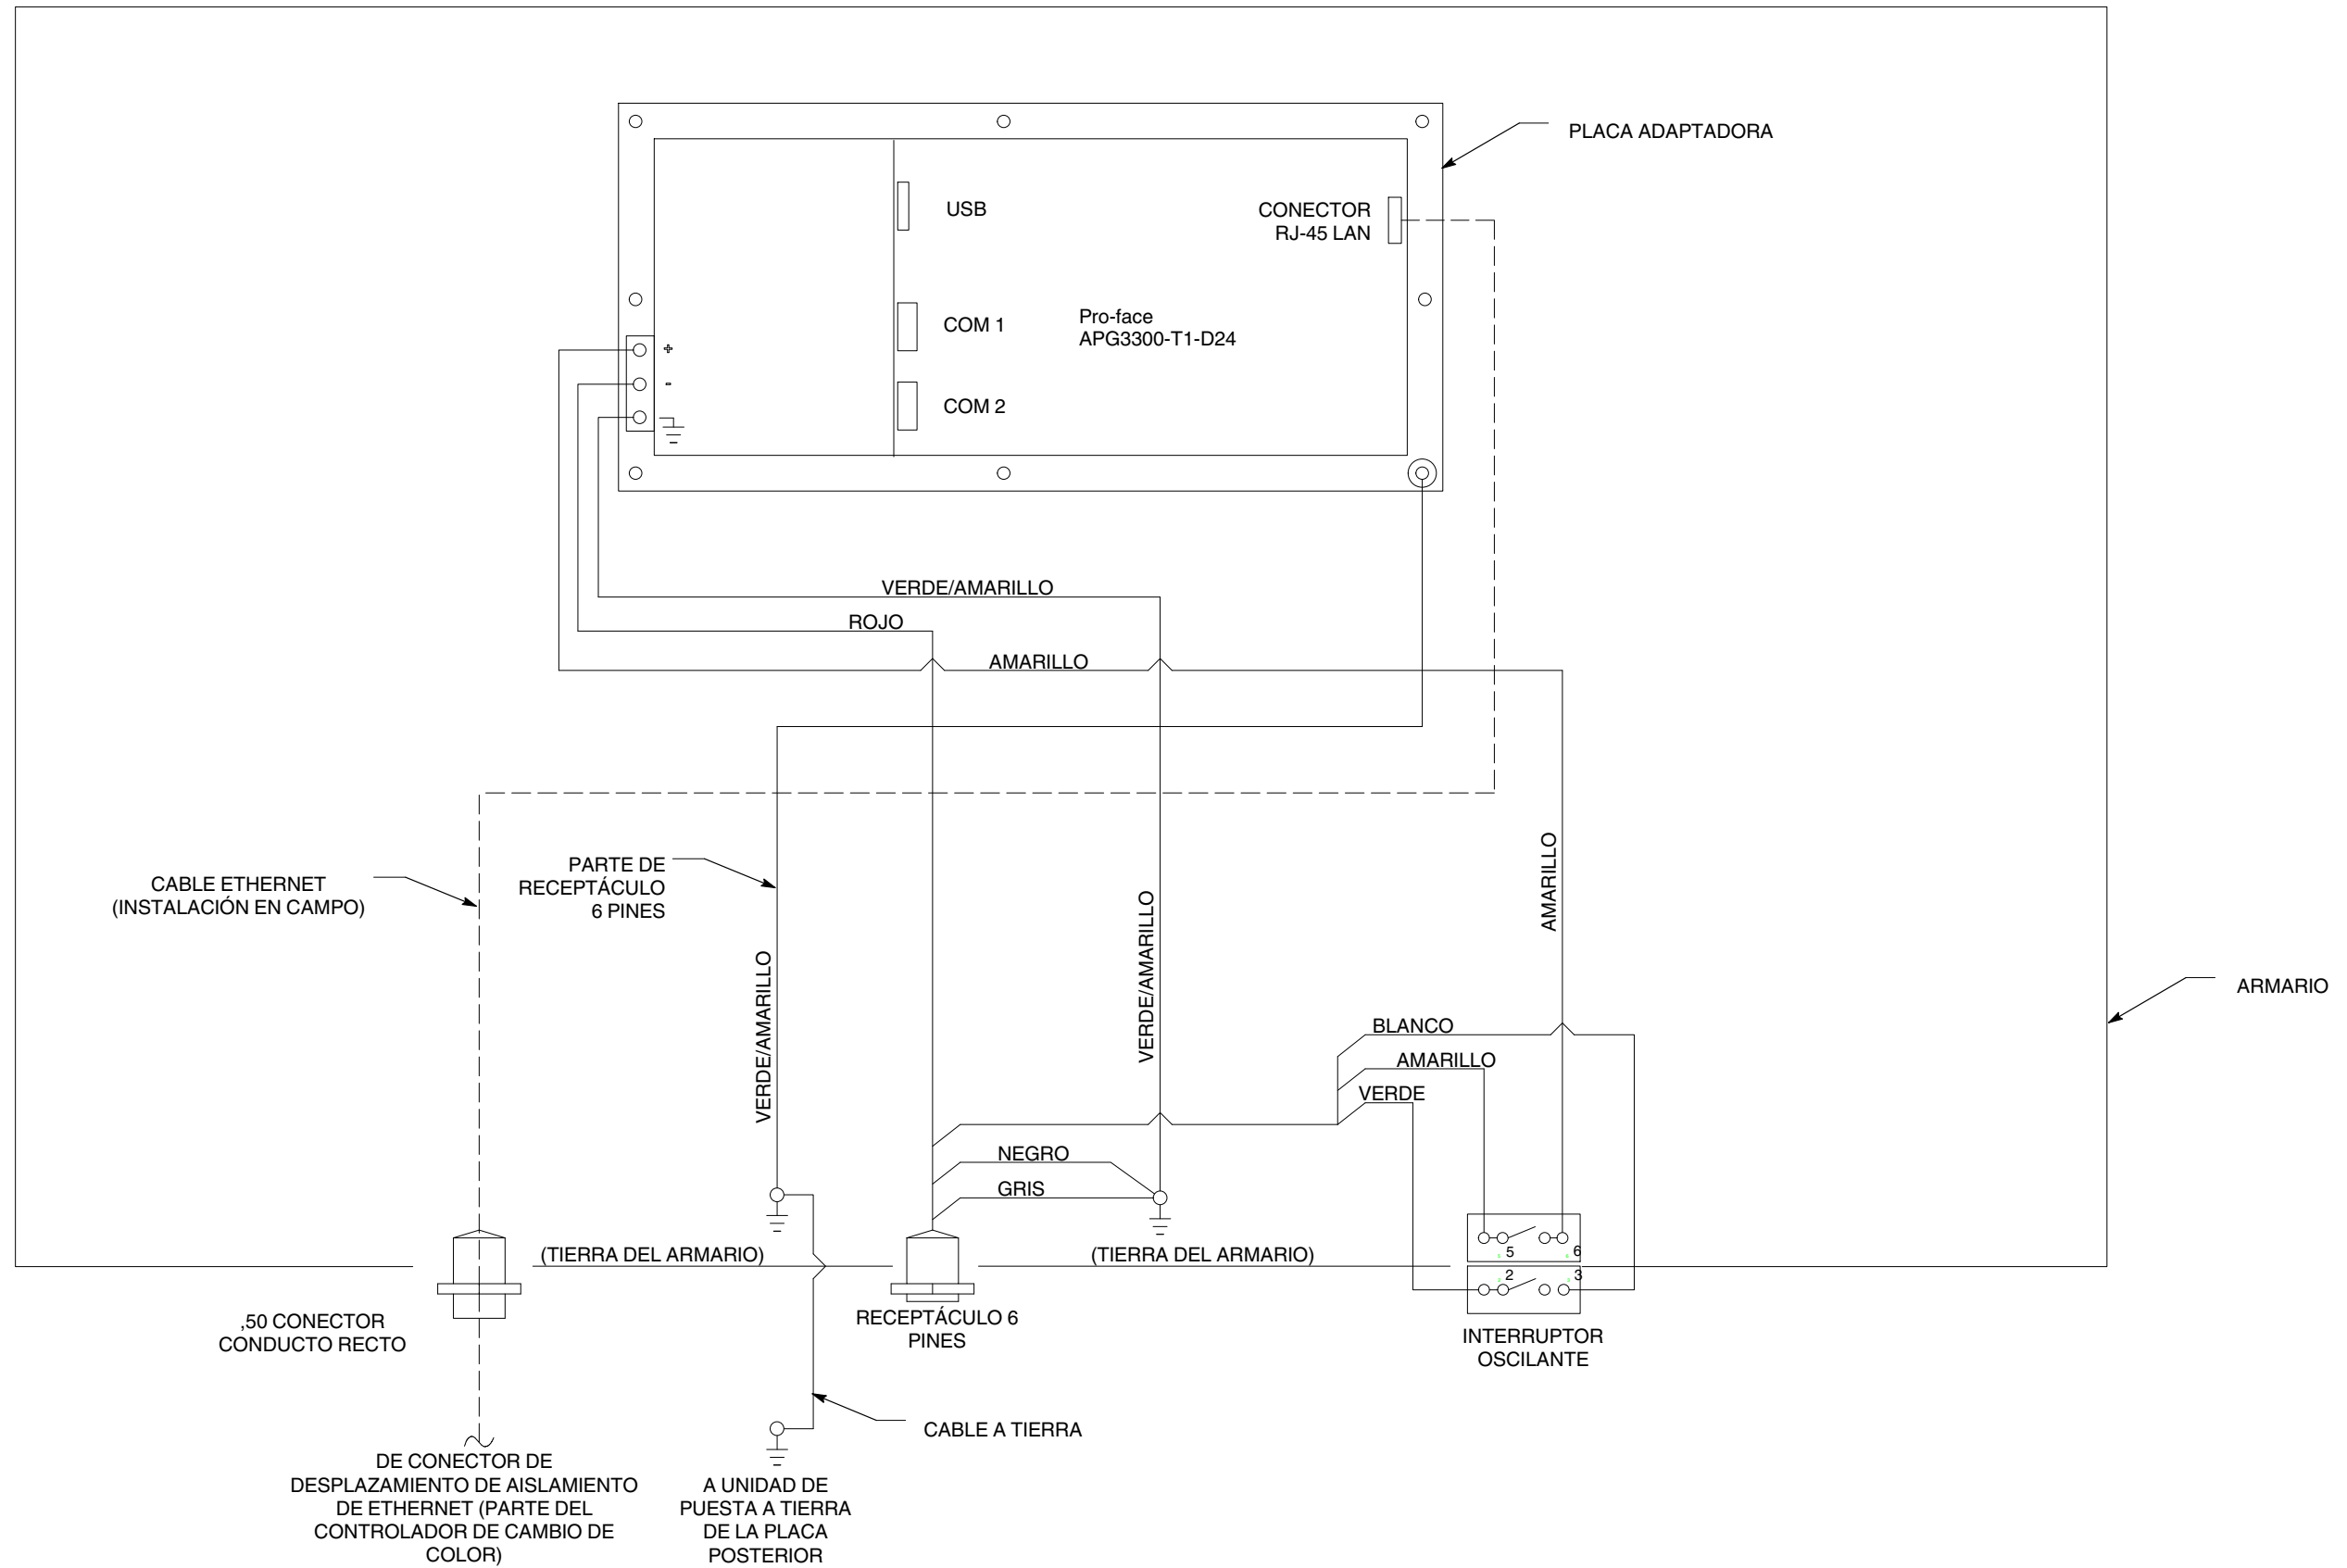 PLACA ADAPTADORA
USB
CONECTOR
RJ-45 LAN
COM 1
Pro-face
APG3300-T1-D24
+
-
COM 2
VERDE/AMARILLO
ROJO
AMARILLO
CABLE ETHERNET
(INSTALACIÓN EN CAMPO)
PARTE DE
RECEPTÁCULO
6 PINES
VERDE/AMARILLO
VERDE/AMARILLO
AMARILLO
ARMARIO
BLANCO
AMARILLO
VERDE
NEGRO
GRIS
(TIERRA DEL ARMARIO)
(TIERRA DEL ARMARIO)
5 6
2 3
,50 CONECTOR
CONDUCTO RECTO
RECEPTÁCULO 6
PINES
INTERRUPTOR
OSCILANTE
CABLE A TIERRA
DE CONECTOR DE
DESPLAZAMIENTO DE AISLAMIENTO
DE ETHERNET (PARTE DEL
CONTROLADOR DE CAMBIO DE
COLOR)
A UNIDAD DE
PUESTA A TIERRA
DE LA PLACA
POSTERIOR